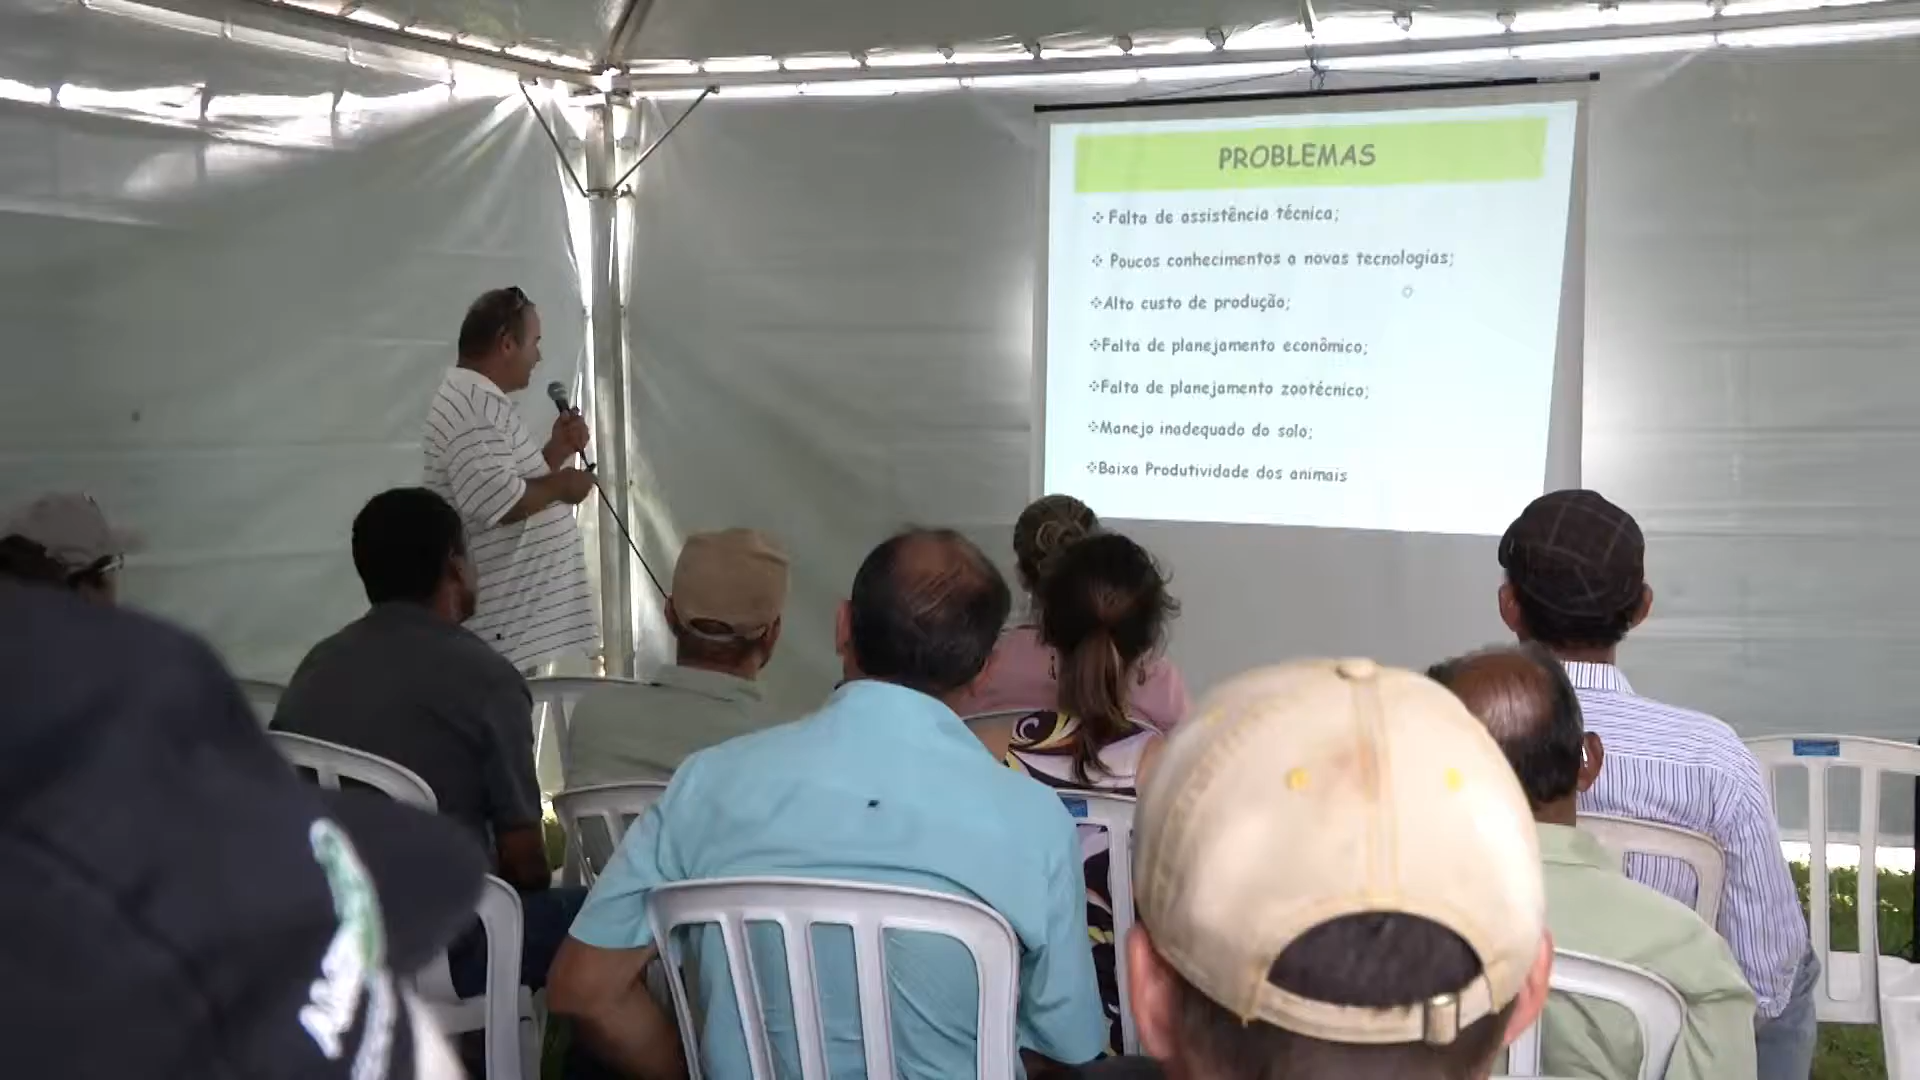 PROBLEMAS
❖ Falta de assistência técnica;
❖ Poucos conhecimentos a novas tecnologias;
❖Alto custo de produção;
❖Falta de planejamento econômico;
❖Falta de planejamento zootécnico;
❖Manejo inadequado do solo;
❖Baixa Produtividade dos animais